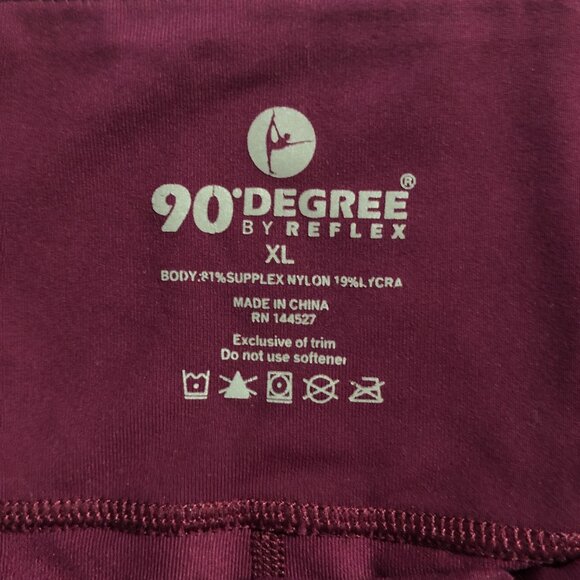 90°DEGREE®
BY REFLEX
XL
BODY:81%SUPPLEX NYLON 19%LYCRA
MADE IN CHINA
RN 144527
Exclusive of trim
Do not use softener